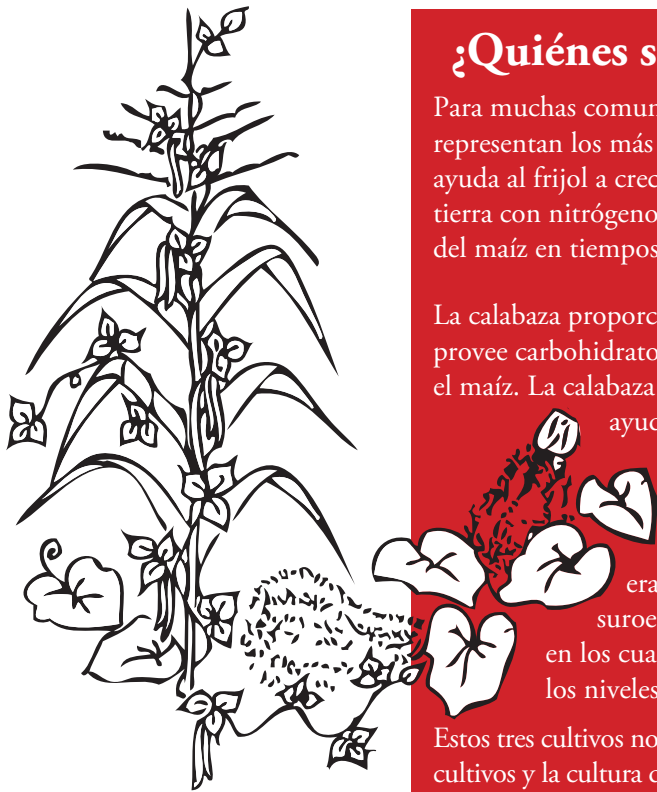 ¿Quiénes s
Para muchas comun
representan los más
ayuda al frijol a crec
tierra con nitrógeno
del maíz en tiempos
La calabaza proporc
provee carbohidrato
el maíz. La calabaza
ayud
era
suroe
en los cua
los niveles
Estos tres cultivos no
cultivos y la cultura d